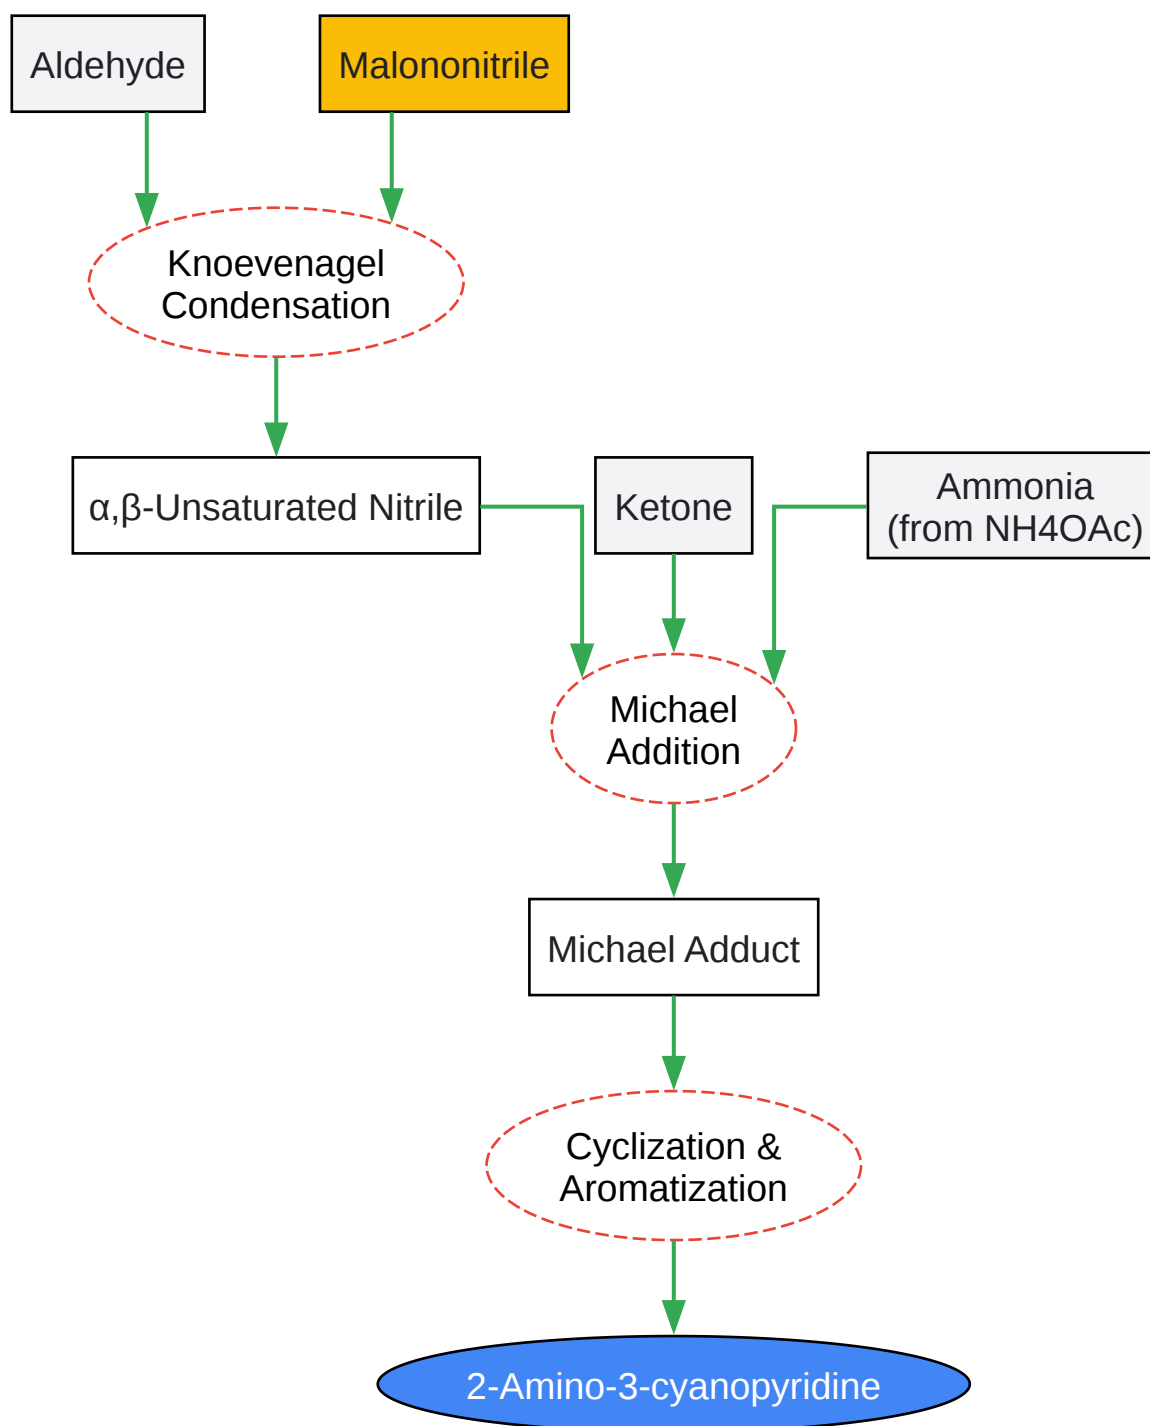 Aldehyde
Malononitrile
Knoevenagel
Condensation
α,β-Unsaturated Nitrile
Ketone
Ammonia
(from NH4OAc)
Michael
Addition
Michael Adduct
Cyclization &
Aromatization
2-Amino-3-cyanopyridine